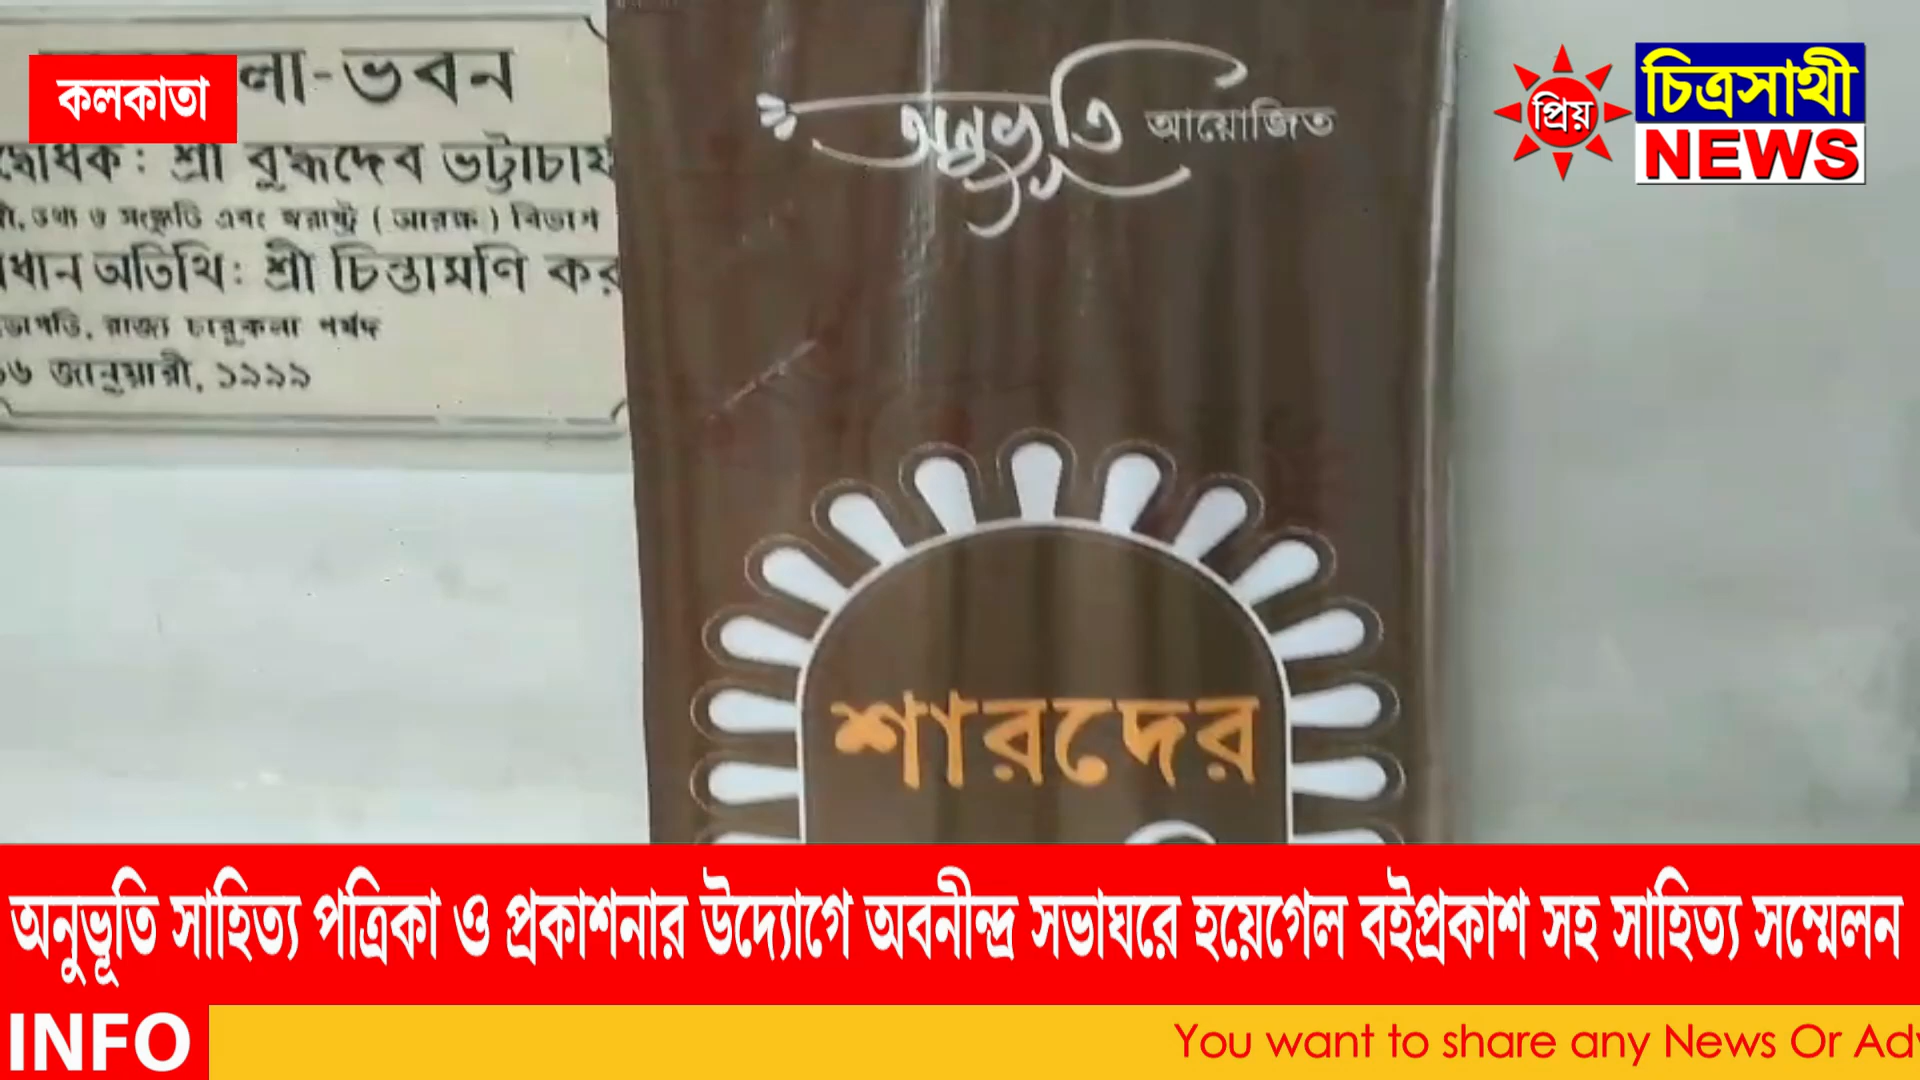 কলকাতা
লা-ভবন
শ্রী বুদ্ধদেব ভট্টাচার্য
তথ্য ও সংস্কৃতি এবং স্বরাষ্ট্র ( আরক্ষ ) বিভাগ
অতিথি: শ্রী চিন্তামণি কর
রাজ্য চারুকলা পর্ষদ
১৬ জানুয়ারী, ১৯৯৯
অনুভূতি আয়োজিত
শারদের
প্রিয়
চিত্রসাথী
NEWS
অনুভূতি সাহিত্য পত্রিকা ও প্রকাশনার উদ্যোগে অবনীন্দ্র সভাঘরে হয়েগেল বইপ্রকাশ সহ সাহিত্য সম্মেলন
INFO
You want to share any News Or Adv